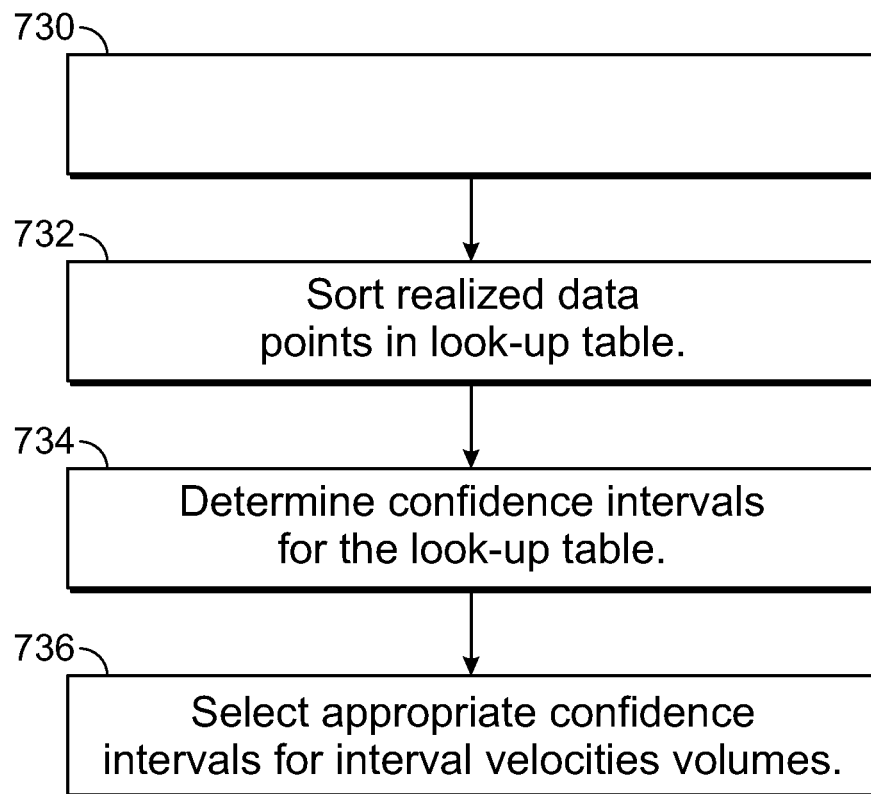 730
732
Sort realized data
points in look-up table.
734
Determine confidence intervals
for the look-up table.
736
Select appropriate confidence
intervals for interval velocities volumes.